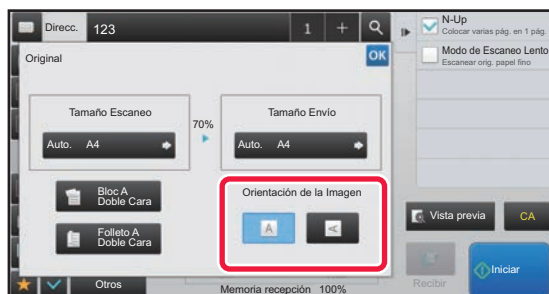 Direcc. 123 1 +
Original OK
Tamaño Escaneo
Auto. A4
70%
Tamaño Envío
Auto. A4
Bloc A
Doble Cara
Folleto A
Doble Cara
Orientación de la Imagen
A A
Otros
Memoria recepción 100%
N-Up
Colocar varias pág. en 1 pág.
Modo de Escaneo Lento
Escanear orig. papel fino
Vista previa
CA
Recibir
Iniciar